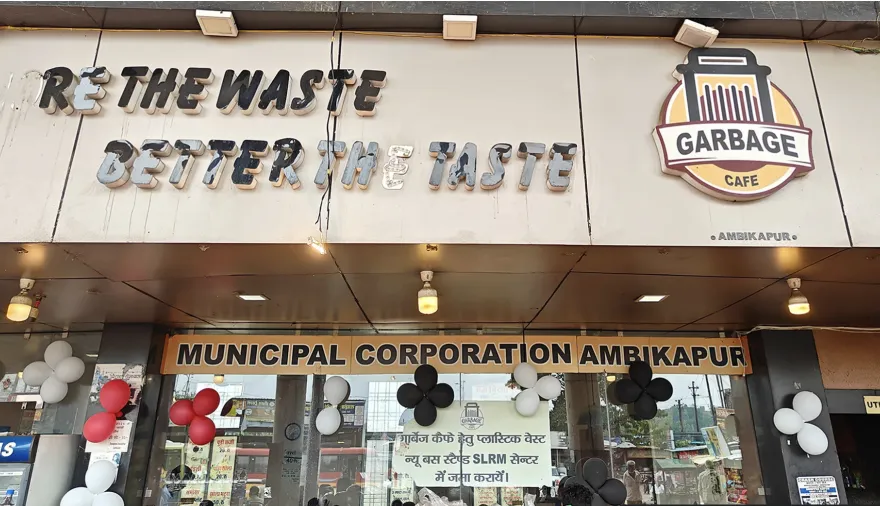 RE THE WASTE
BETTER THE TASTE
GARBAGE
CAFE
• AMBIKAPUR •
MUNICIPAL CORPORATION AMBIKAPUR
गार्बेज कैफे हेतु प्लास्टिक वेस्ट
न्यू बस स्टैण्ड SLRM सेन्टर
में जमा करायें।